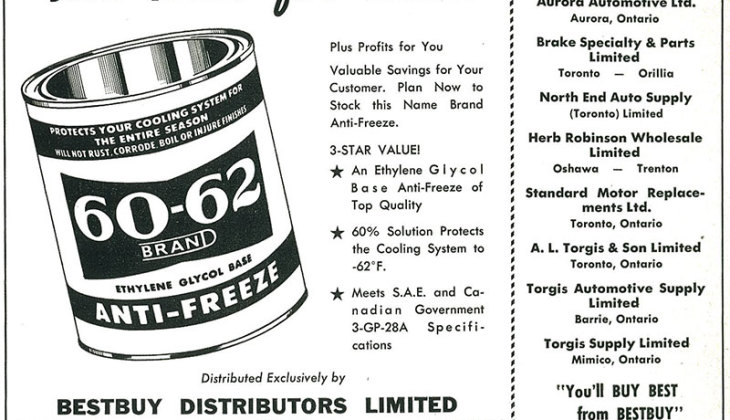 PROTECTS YOUR COOLING SYSTEM FOR
THE ENTIRE SEASON
WILL NOT RUST, CORRODE, BOIL OR INJURE FINISHES
60-62
BRAND
ETHYLENE GLYCOL BASE
ANTI-FREEZE
Plus Profits for You
Valuable Savings for Your
Customer. Plan Now to
Stock this Name Brand
Anti-Freeze.
3-STAR VALUE!
★ An Ethylene Glycol
Base Anti-Freeze of
Top Quality
★ 60% Solution Protects
the Cooling System to
-62°F.
★ Meets S.A.E. and Ca-
nadian Government
3-GP-28A Specifi-
cations
Distributed Exclusively by
BESTBUY DISTRIBUTORS LIMITED
Aurora Automotive Ltd.
Aurora, Ontario
Brake Specialty & Parts
Limited
Toronto — Orillia
North End Auto Supply
(Toronto) Limited
Herb Robinson Wholesale
Limited
Oshawa — Trenton
Standard Motor Replace-
ments Ltd.
Toronto, Ontario
A. L. Torgis & Son Limited
Toronto, Ontario
Torgis Automotive Supply
Limited
Barrie, Ontario
Torgis Supply Limited
Mimico, Ontario
"You'll BUY BEST
from BESTBUY"